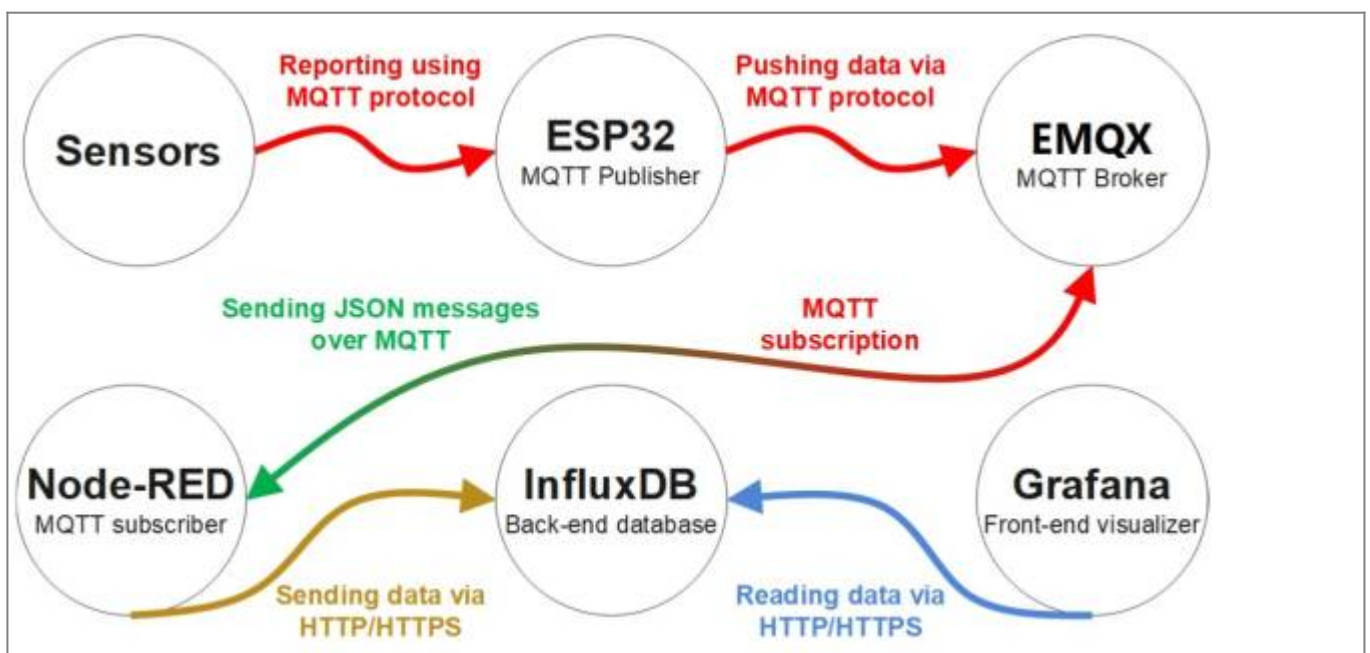 Reporting using
MQTT protocol
Pushing data via
MQTT protocol
Sensors
ESP32
MQTT Publisher
EMQX
MQTT Broker
Sending JSON messages
over MQTT
MQTT
subscription
Node-RED
MQTT subscriber
InfluxDB
Back-end database
Grafana
Front-end visualizer
Sending data via
HTTP/HTTPS
Reading data via
HTTP/HTTPS